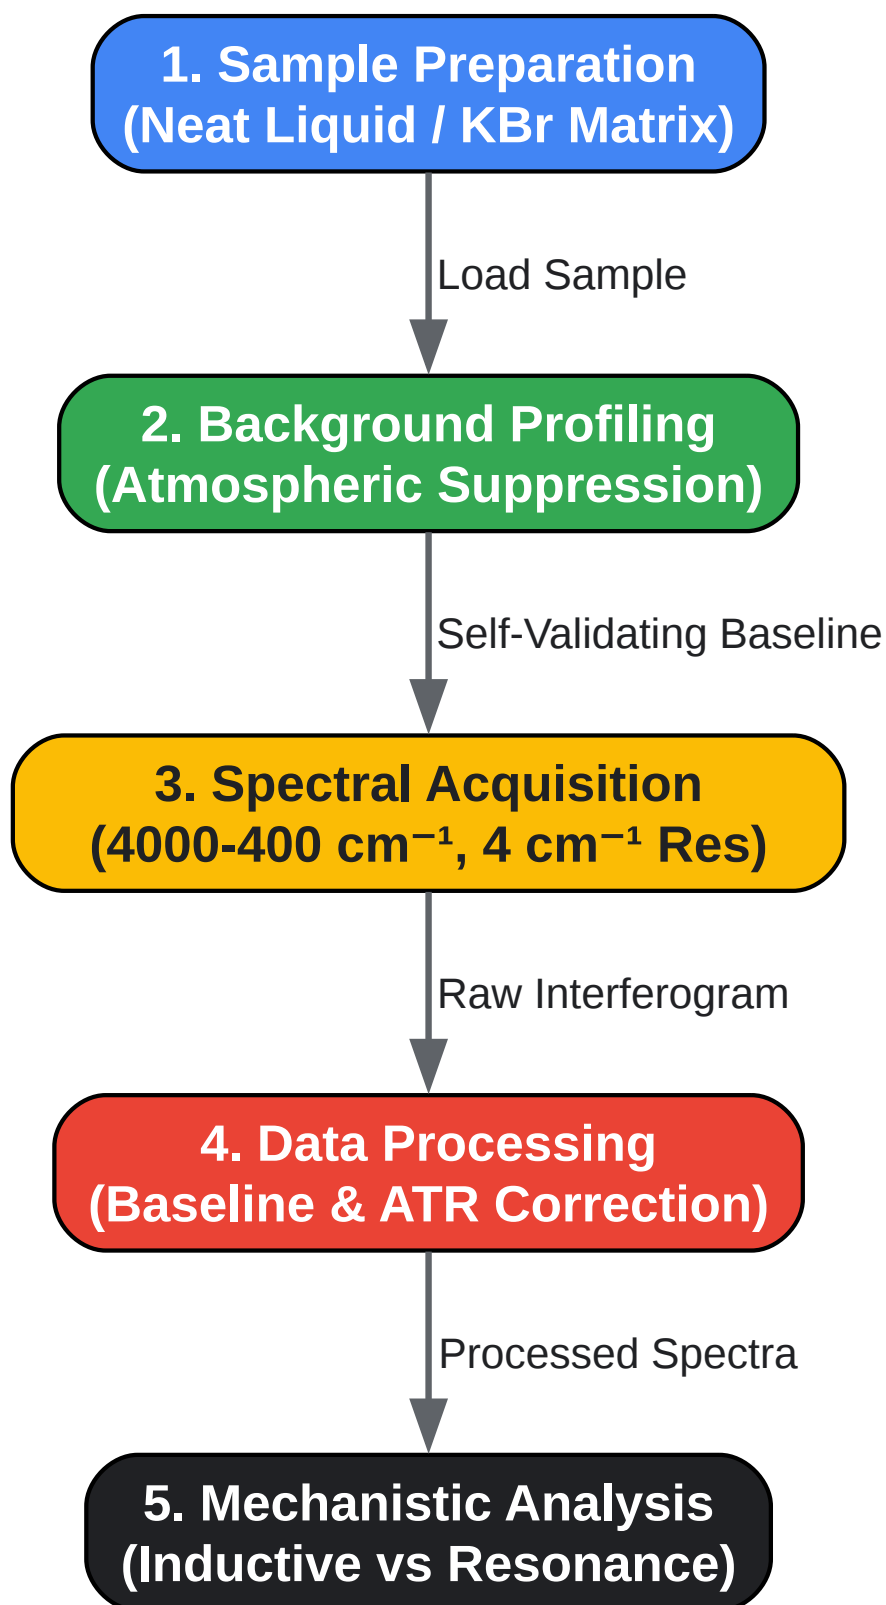 1. Sample Preparation
(Neat Liquid / KBr Matrix)
Load Sample
2. Background Profiling
(Atmospheric Suppression)
Self-Validating Baseline
3. Spectral Acquisition
(4000-400 cm⁻¹, 4 cm⁻¹ Res)
Raw Interferogram
4. Data Processing
(Baseline & ATR Correction)
Processed Spectra
5. Mechanistic Analysis
(Inductive vs Resonance)